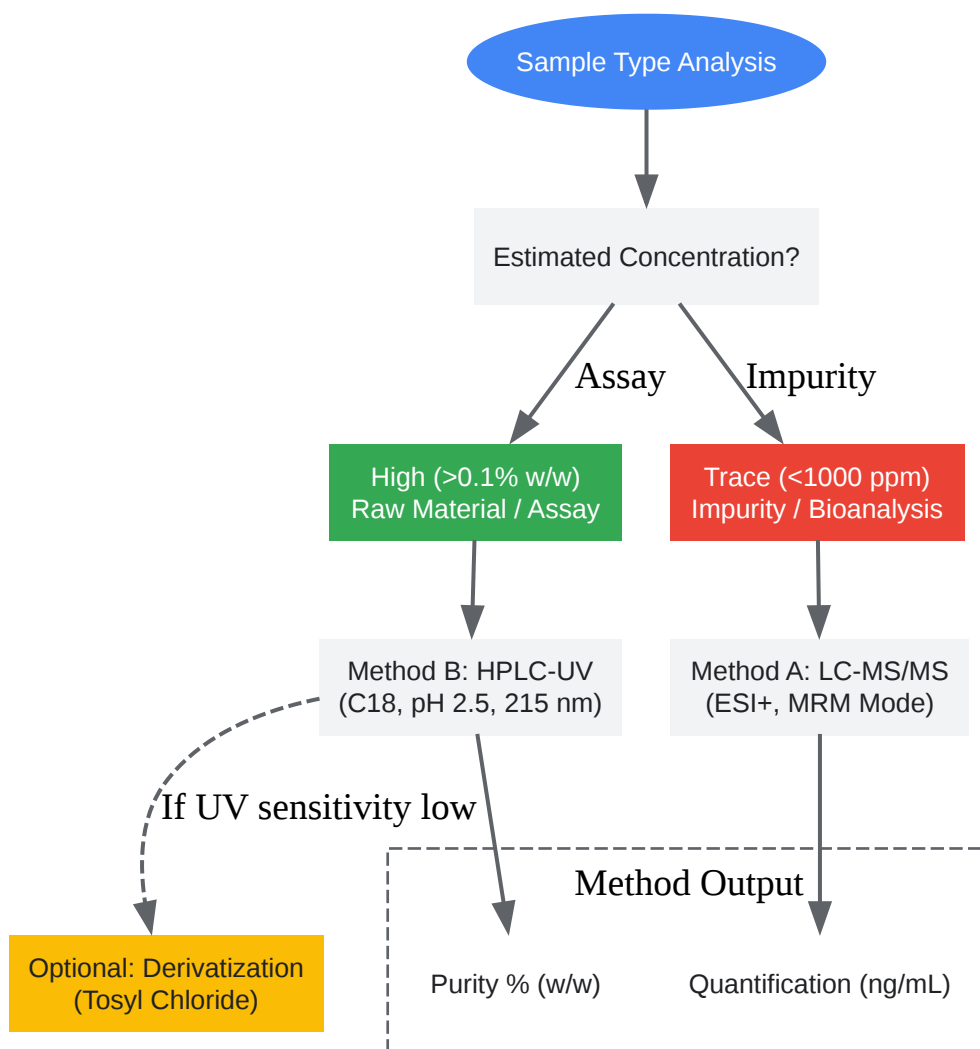 Sample Type Analysis
Estimated Concentration?
Assay
Impurity
High (>0.1% w/w)
Raw Material / Assay
Trace (<1000 ppm)
Impurity / Bioanalysis
Method B: HPLC-UV
(C18, pH 2.5, 215 nm)
Method A: LC-MS/MS
(ESI+, MRM Mode)
If UV sensitivity low
Method Output
Optional: Derivatization
(Tosyl Chloride)
Purity % (w/w)
Quantification (ng/mL)